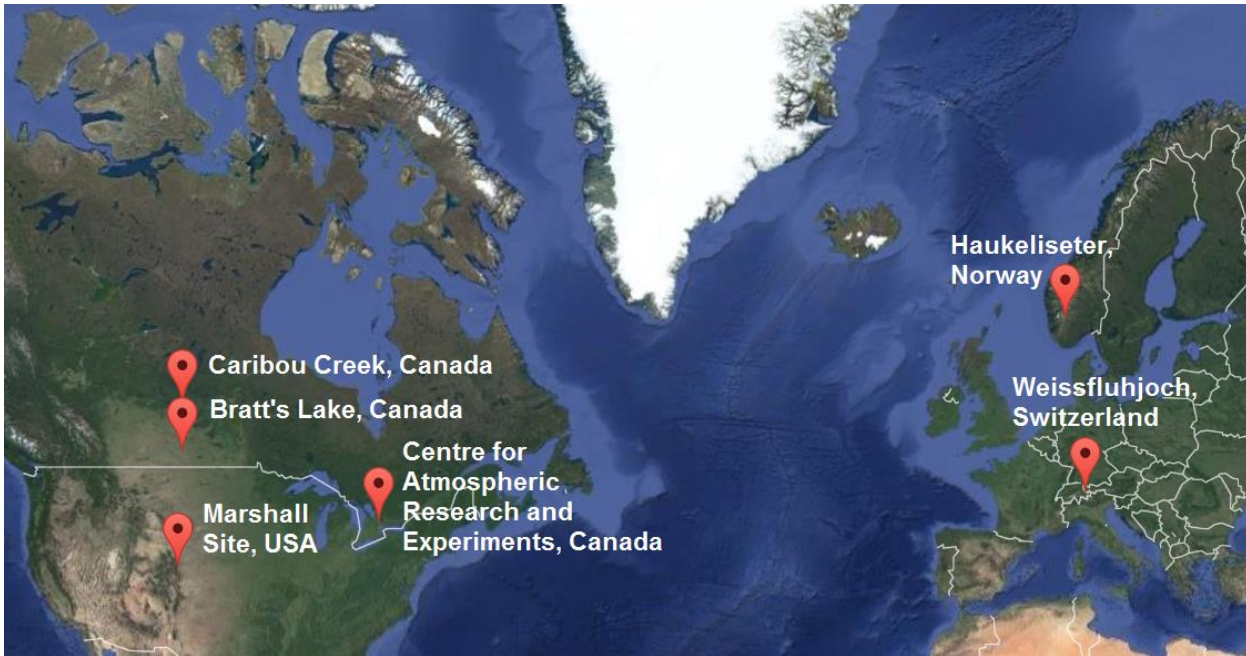 Haukeliseter,
Norway
Caribou Creek, Canada
Bratt's Lake, Canada
Weissfluhjoch,
Switzerland
Centre for
Atmospheric
Research and
Experiments, Canada
Marshall
Site, USA